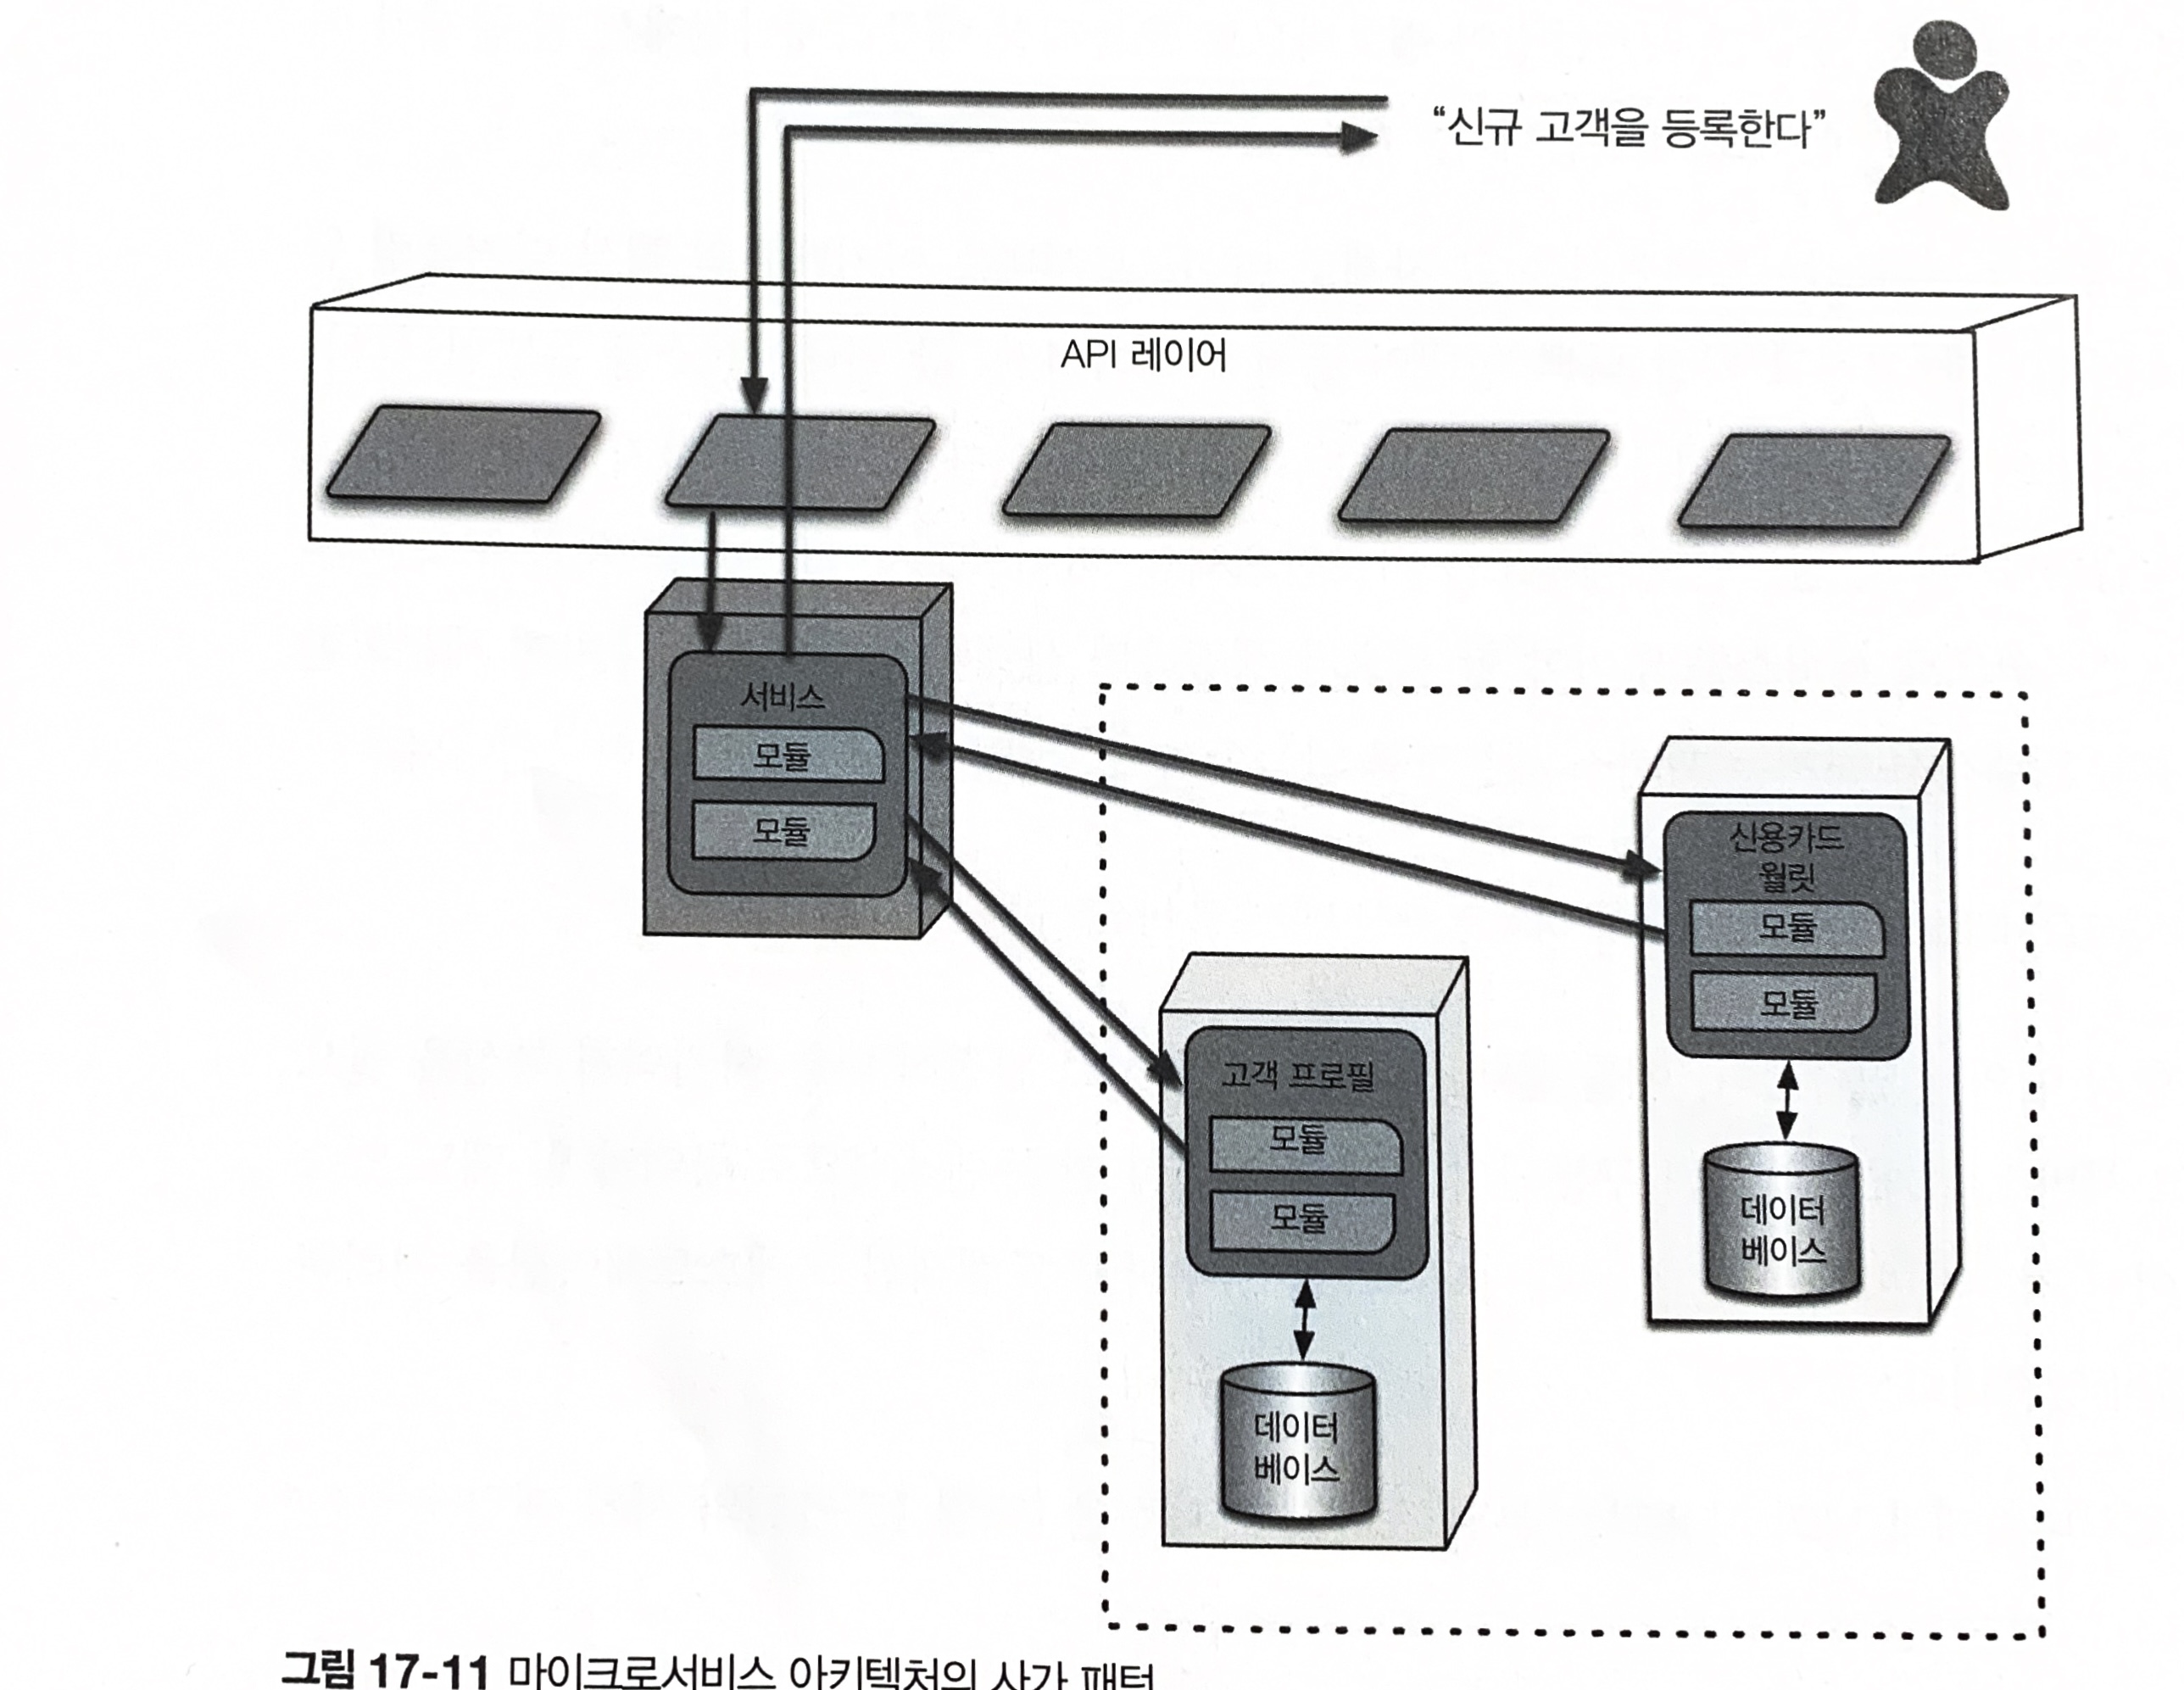 “신규 고객을 등록한다”
API 레이어
서비스
모듈
모듈
신용카드
월릿
모듈
모듈
데이터
베이스
고객 프로필
모듈
모듈
데이터
베이스
그림 17-11 마이크로서비스 아키텍처의 사가 패턴